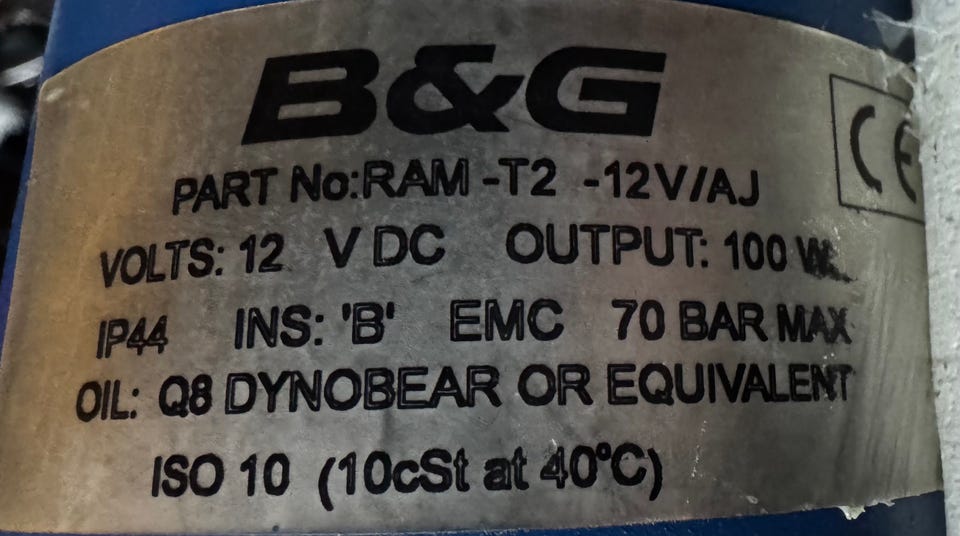 B&G
CE
PART No:RAM -T2 -12V/AJ
VOLTS: 12 V DC OUTPUT: 100 W
IP44 INS: 'B' EMC 70 BAR MAX
OIL: Q8 DYNOBEAR OR EQUIVALENT
ISO 10 (10cSt at 40°C)